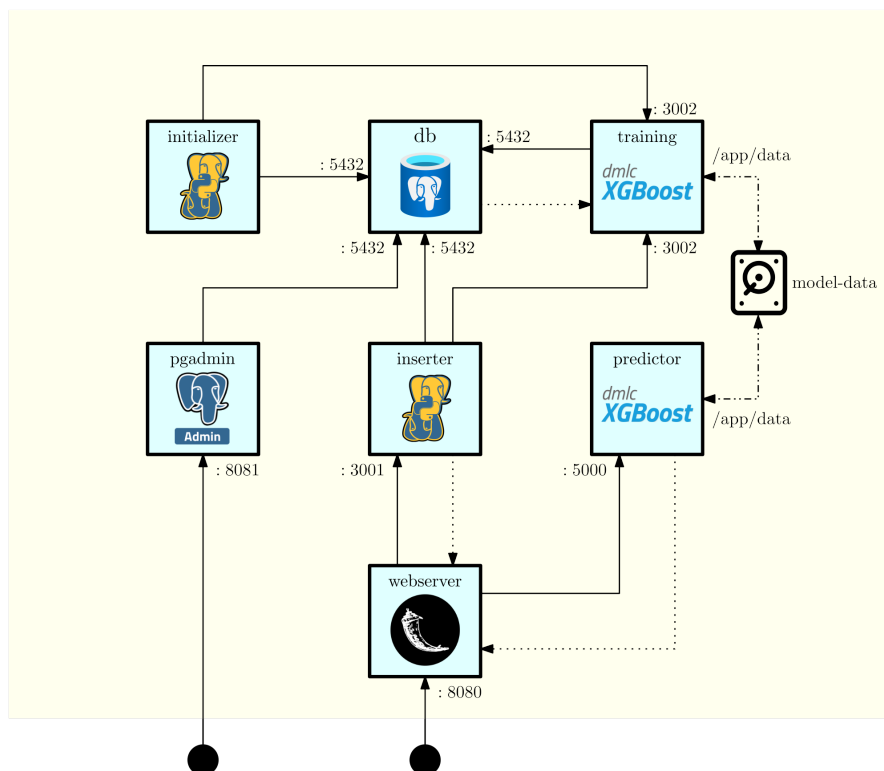 : 3002
initializer
db
: 5432
training
/app/data
: 5432
dmlc
XGBoost
: 5432
: 5432
: 3002
model-data
pgadmin
inserter
predictor
dmlc
XGBoost
/app/data
Admin
: 8081
: 3001
: 5000
webserver
: 8080